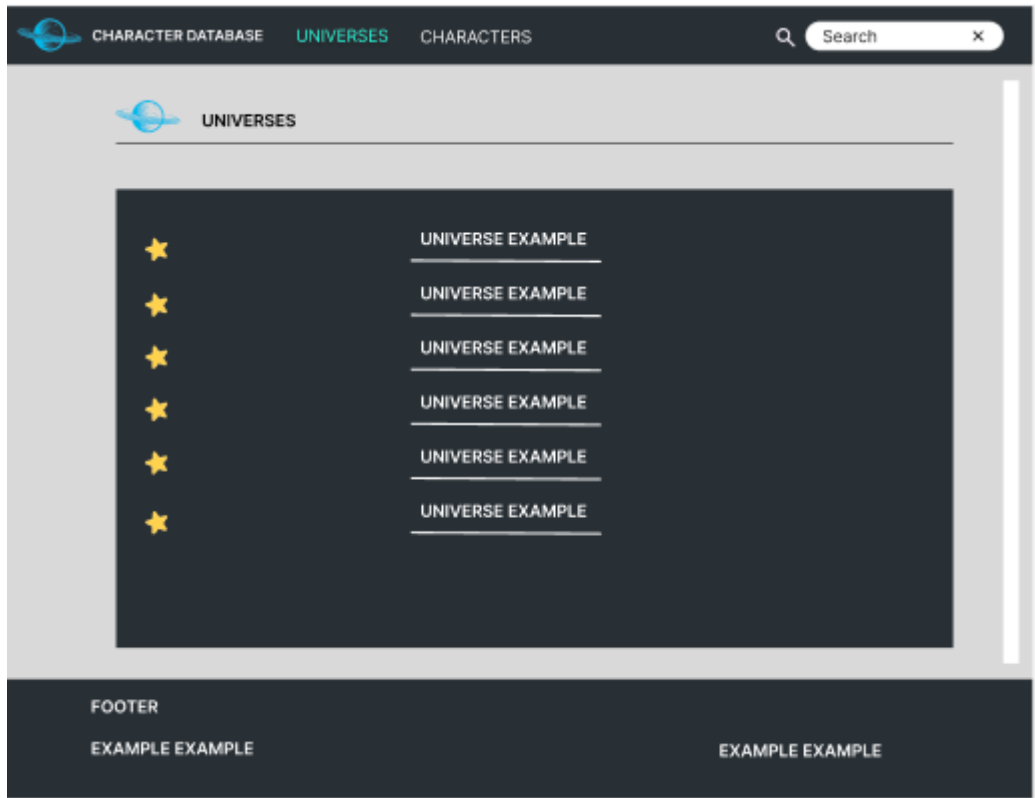 CHARACTER DATABASE UNIVERSES CHARACTERS Search ×
UNIVERSES
UNIVERSE EXAMPLE
UNIVERSE EXAMPLE
UNIVERSE EXAMPLE
UNIVERSE EXAMPLE
UNIVERSE EXAMPLE
UNIVERSE EXAMPLE
FOOTER
EXAMPLE EXAMPLE EXAMPLE EXAMPLE